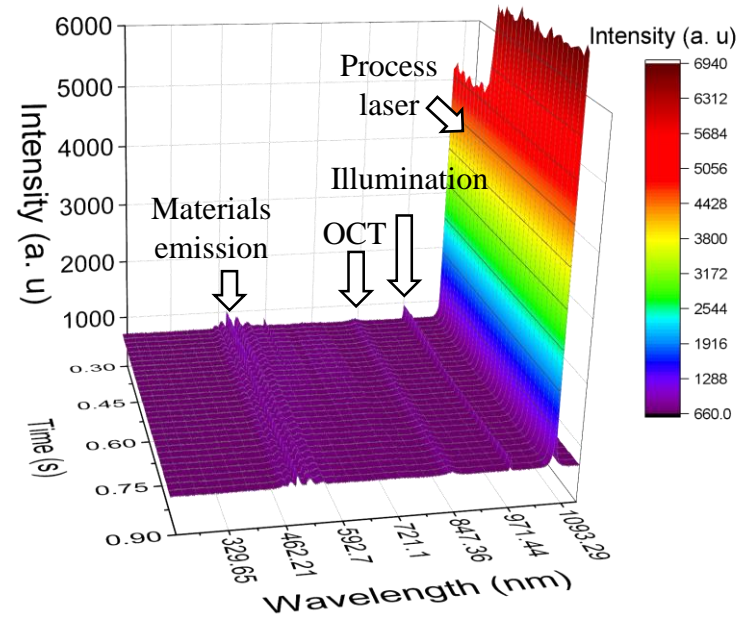 6000
5000
4000
3000
2000
1000
Intensity (a. u)
Process
laser
Illumination
Materials
emission
OCT
0.30
0.45
0.60
0.75
0.90
Time(s)
329.65
462.21
592.7
721.1
847.36
971.44
1093.29
Wavelength (nm)
Intensity (a. u)
6940
6312
5684
5056
4428
3800
3172
2544
1916
1288
660.0